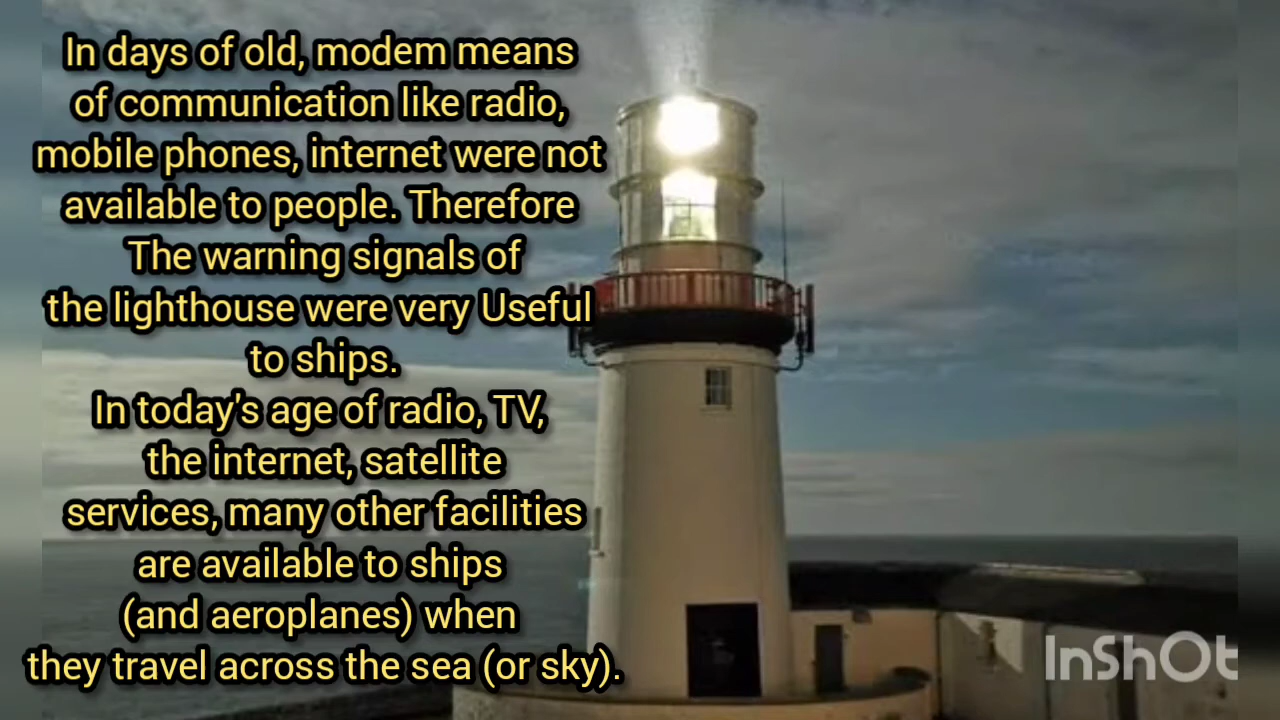 In days of old, modem means
of communication like radio,
mobile phones, internet were not
available to people. Therefore
The warning signals of
the lighthouse were very Useful
to ships.
In today's age of radio, TV,
the internet, satellite
services, many other facilities
are available to ships
(and aeroplanes) when
they travel across the sea (or sky).
InShOt